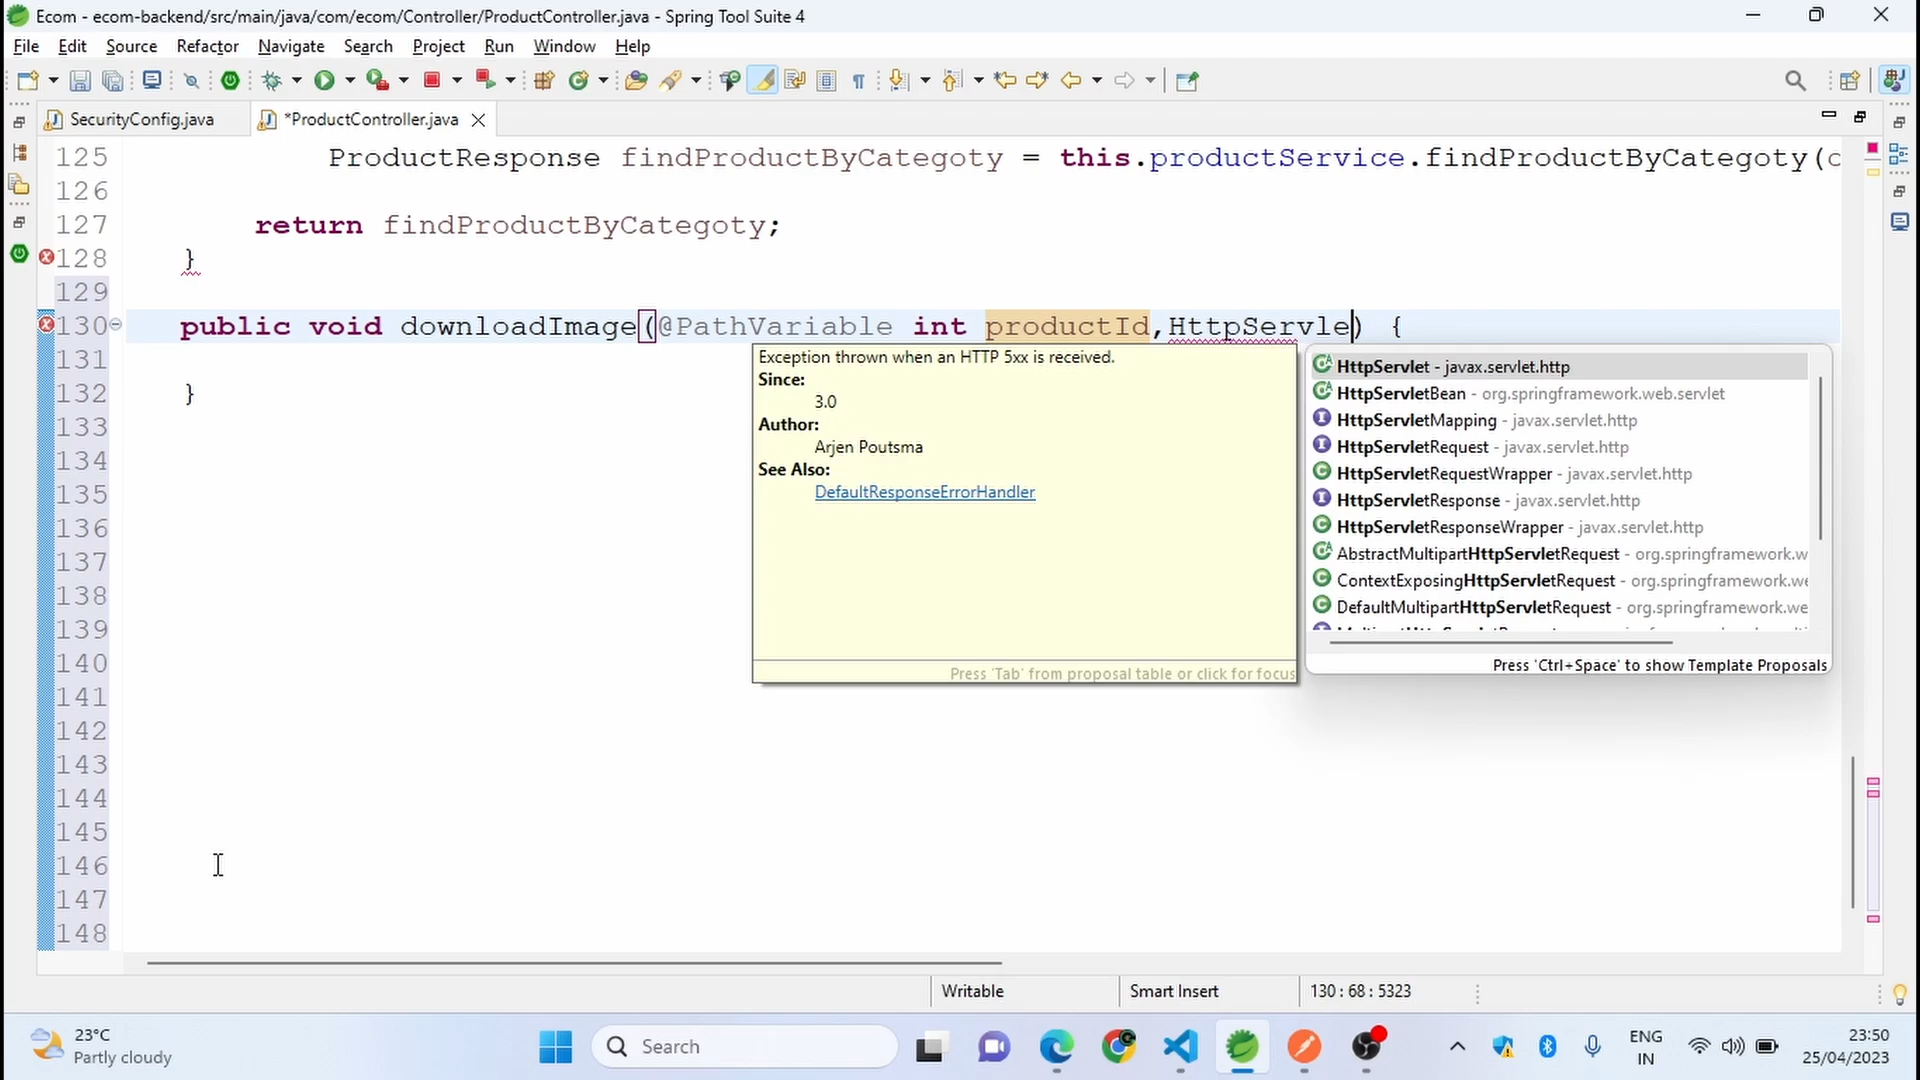 Ecom - ecom-backend/src/main/java/com/ecom/Controller/ProductController.java - Spring Tool Suite 4
File Edit Source Refactor Navigate Search Project Run Window Help
SecurityConfig.java *ProductController.java
125 ProductResponse findProductByCategoty = this.productService.findProductByCategoty(c
126
127 return findProductByCategoty;
128 }
129
130 public void downloadImage(@PathVariable int productId,HttpServle) {
131
132 }
133
134
135
136
137
138
139
140
141
142
143
144
145
146
147
148
Exception thrown when an HTTP 5xx is received.
Since:
3.0
Author:
Arjen Poutsma
See Also:
DefaultResponseErrorHandler
Press 'Tab' from proposal table or click for focus
HttpServlet - javax.servlet.http
HttpServletBean - org.springframework.web.servlet
HttpServletMapping - javax.servlet.http
HttpServletRequest - javax.servlet.http
HttpServletRequestWrapper - javax.servlet.http
HttpServletResponse - javax.servlet.http
HttpServletResponseWrapper - javax.servlet.http
AbstractMultipartHttpServletRequest - org.springframework.w
ContextExposingHttpServletRequest - org.springframework.we
DefaultMultipartHttpServletRequest - org.springframework.we
Press 'Ctrl+Space' to show Template Proposals
Writable Smart Insert 130 : 68 : 5323
23°C
Partly cloudy
Search
ENG
IN
23:50
25/04/2023